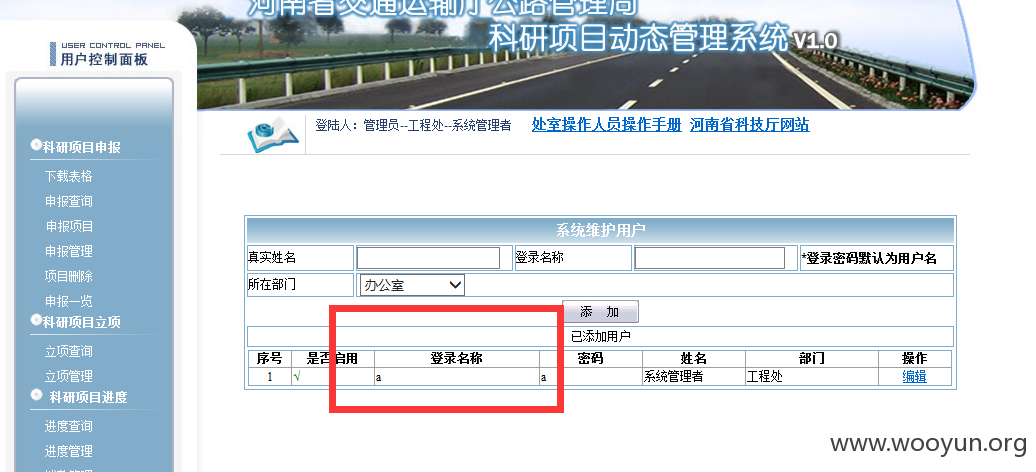 河南省交通运输厅公路管理局
科研项目动态管理系统 V1.0
USER CONTROL PANEL
用户控制面板
登陆人：管理员--工程处--系统管理者 处室操作人员操作手册 河南省科技厅网站
科研项目申报
下载表格
申报查询
申报项目
申报管理
项目删除
申报一览
科研项目立项
立项查询
立项管理
科研项目进度
进度查询
进度管理
系统维护用户
真实姓名 登录名称 *登录密码默认为用户名
所在部门 办公室
添 加
已添加用户
序号 是否启用 登录名称 密码 姓名 部门 操作
1 √ a a 系统管理者 工程处 编辑
www.wooyun.org